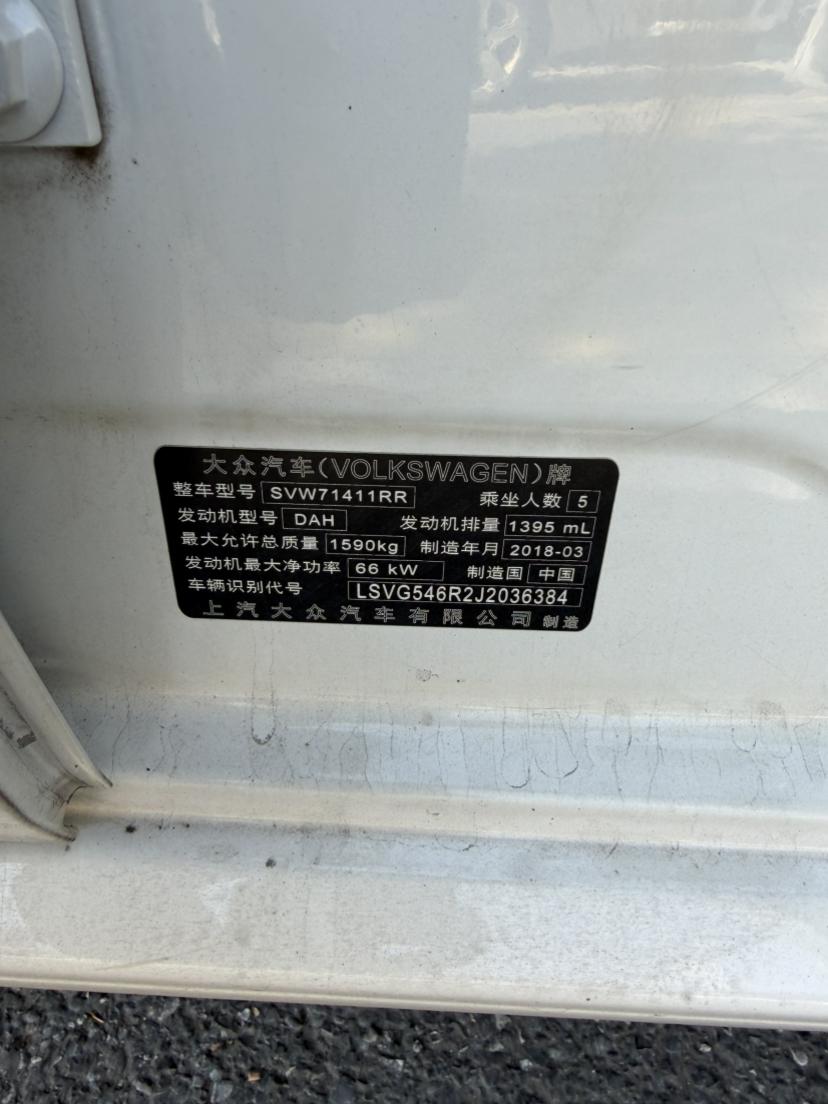 大众汽车(VOLKSWAGEN)牌
整车型号 SVW71411RR 乘坐人数 5
发动机型号 DAH 发动机排量 1395 mL
最大允许总质量 1590kg 制造年月 2018-03
发动机最大净功率 66 kW 制造国 中国
车辆识别代号 LSVG546R2J2036384
上汽大众汽车有限公司 制造